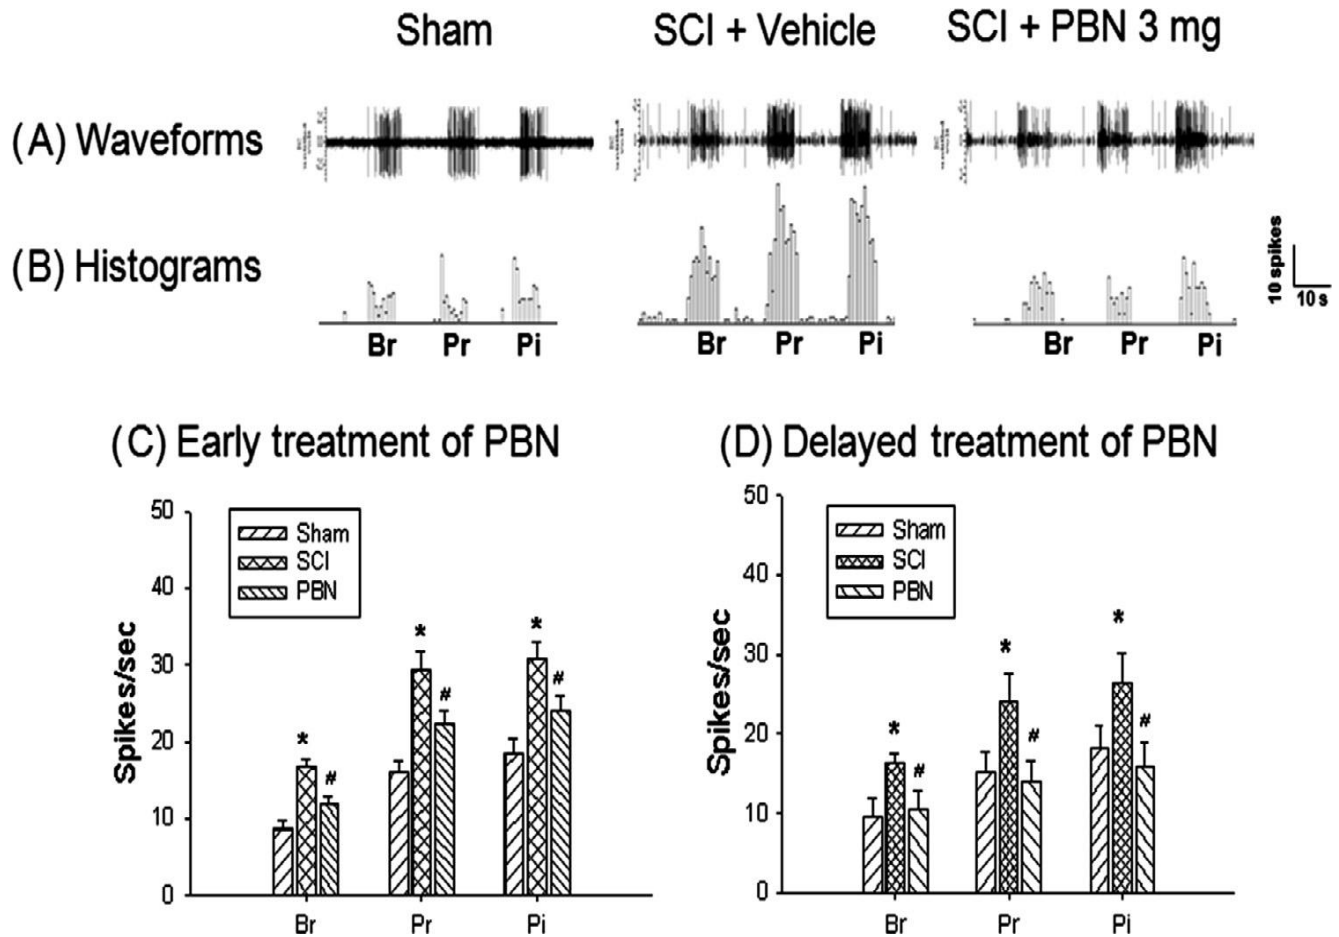 Sham
SCI + Vehicle
SCI + PBN 3 mg
(A) Waveforms
(B) Histograms
10 spikes
10 s
Br Pr Pi
Br Pr Pi
Br Pr Pi
(C) Early treatment of PBN
(D) Delayed treatment of PBN
Spikes/sec
50
40
30
20
10
0
Sham
SCI
PBN
*
#
*
#
*
#
Br Pr Pi
Spikes/sec
50
40
30
20
10
0
Sham
SCI
PBN
*
#
*
#
*
#
Br Pr Pi